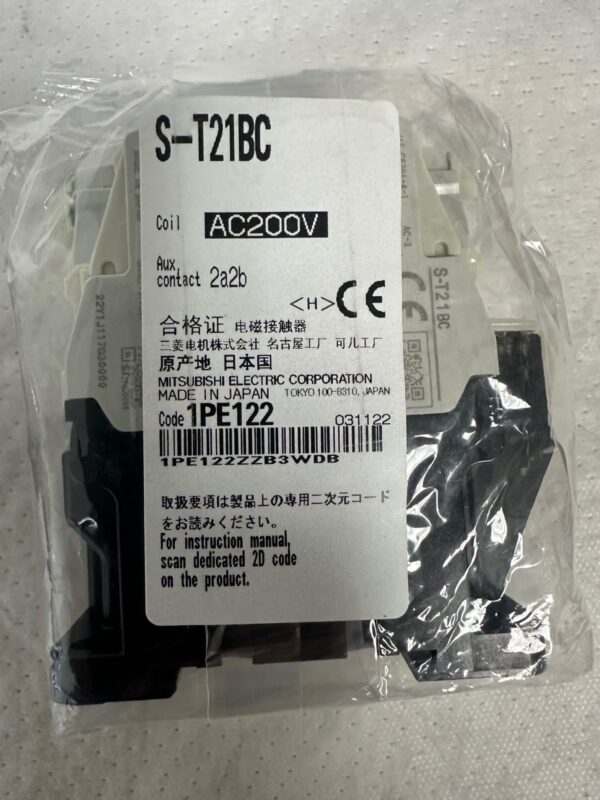 S-T21BC
Coil AC200V
Aux.
contact 2a2b
<H> CE
合格证 电磁接触器
三菱电机株式会社 名古屋工厂 可儿工厂
原产地 日本国
MITSUBISHI ELECTRIC CORPORATION
MADE IN JAPAN TOKYO 100-8310, JAPAN
Code 1PE122 031122
1PE122ZZB3WDB
取扱要項は製品上の専用二次元コード
をお読みください。
For instruction manual,
scan dedicated 2D code
on the product.
S-T21BC
CE
AC-3
22Y1J117030000